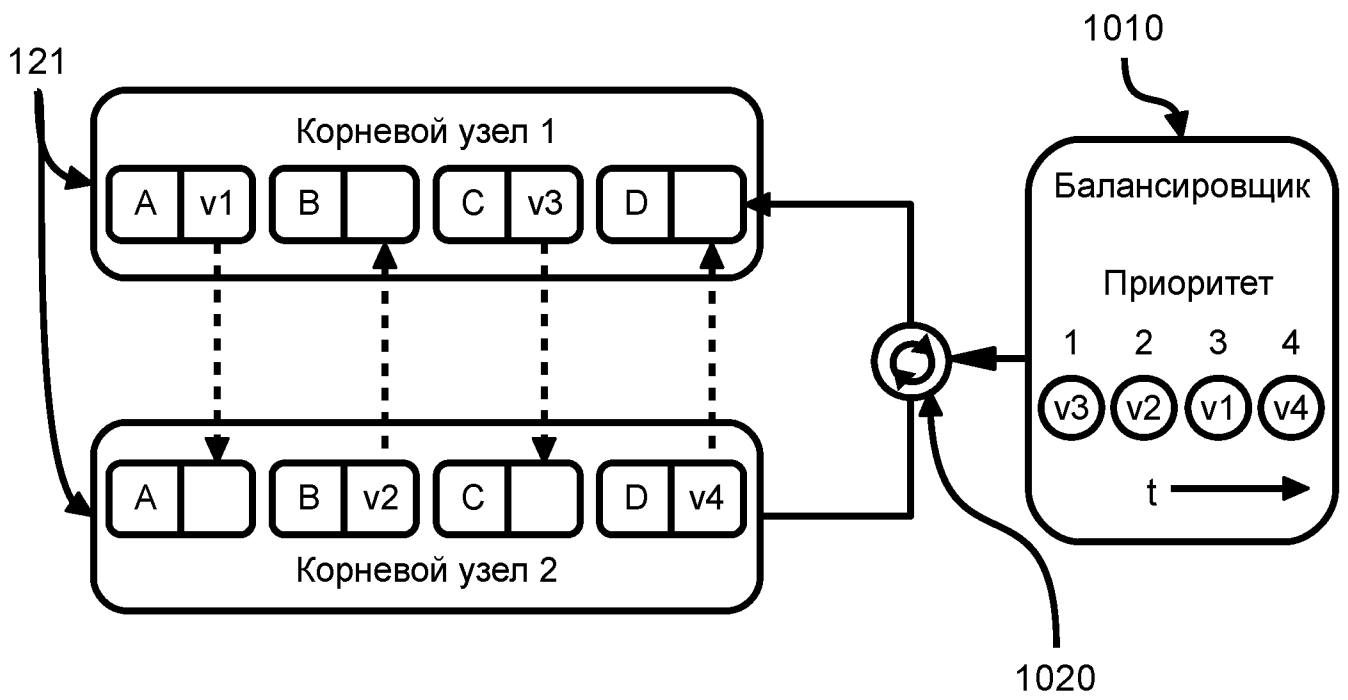 1010
121
Корневой узел 1
A v1 B C v3 D
Балансировщик
Приоритет
1 2 3 4
v3 v2 v1 v4
t
A B v2 C D v4
Корневой узел 2
1020